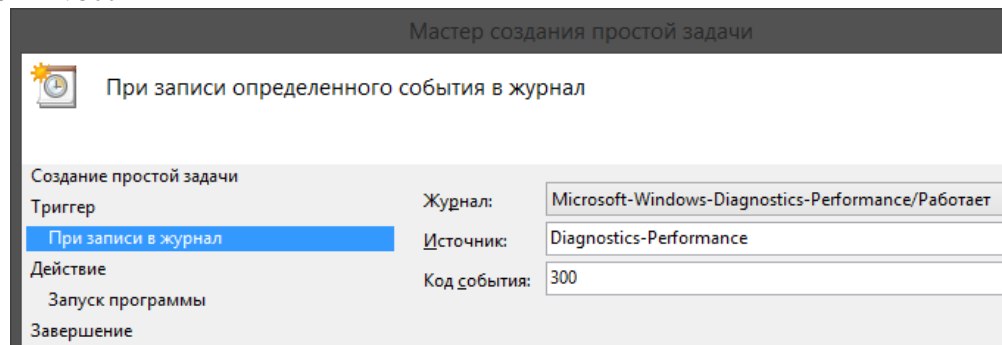 Мастер создания простой задачи
При записи определенного события в журнал
Создание простой задачи
Триггер
При записи в журнал
Действие
Запуск программы
Завершение
Журнал: Microsoft-Windows-Diagnostics-Performance/Работает
Источник: Diagnostics-Performance
Код события: 300